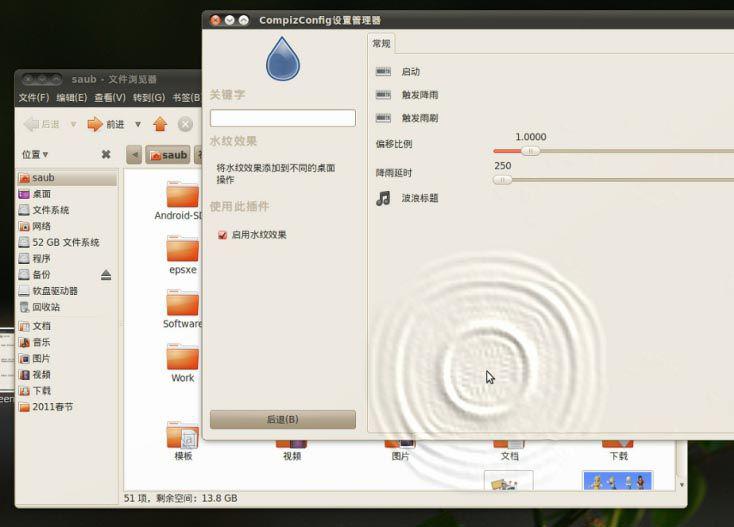 CompizConfig设置管理器
关键字
水纹效果
将水纹效果添加到不同的桌面
操作
使用此插件
启用水纹效果
后退(B)
常规
启动
触发降雨
触发雨刷
偏移比例
1.0000
降雨延时
250
波浪标题
saub - 文件浏览器
文件(F) 编辑(E) 查看(V) 转到(G) 书签(B
后退 前进
位置
saub
saub
桌面
文件系统
网络
52 GB 文件系统
程序
备份
软盘驱动器
回收站
文档
音乐
图片
视频
下载
2011春节
Android-SD
epsxe
Software
Work
模板 视频 图片 文档 下载
51 项，剩余空间：13.8 GB